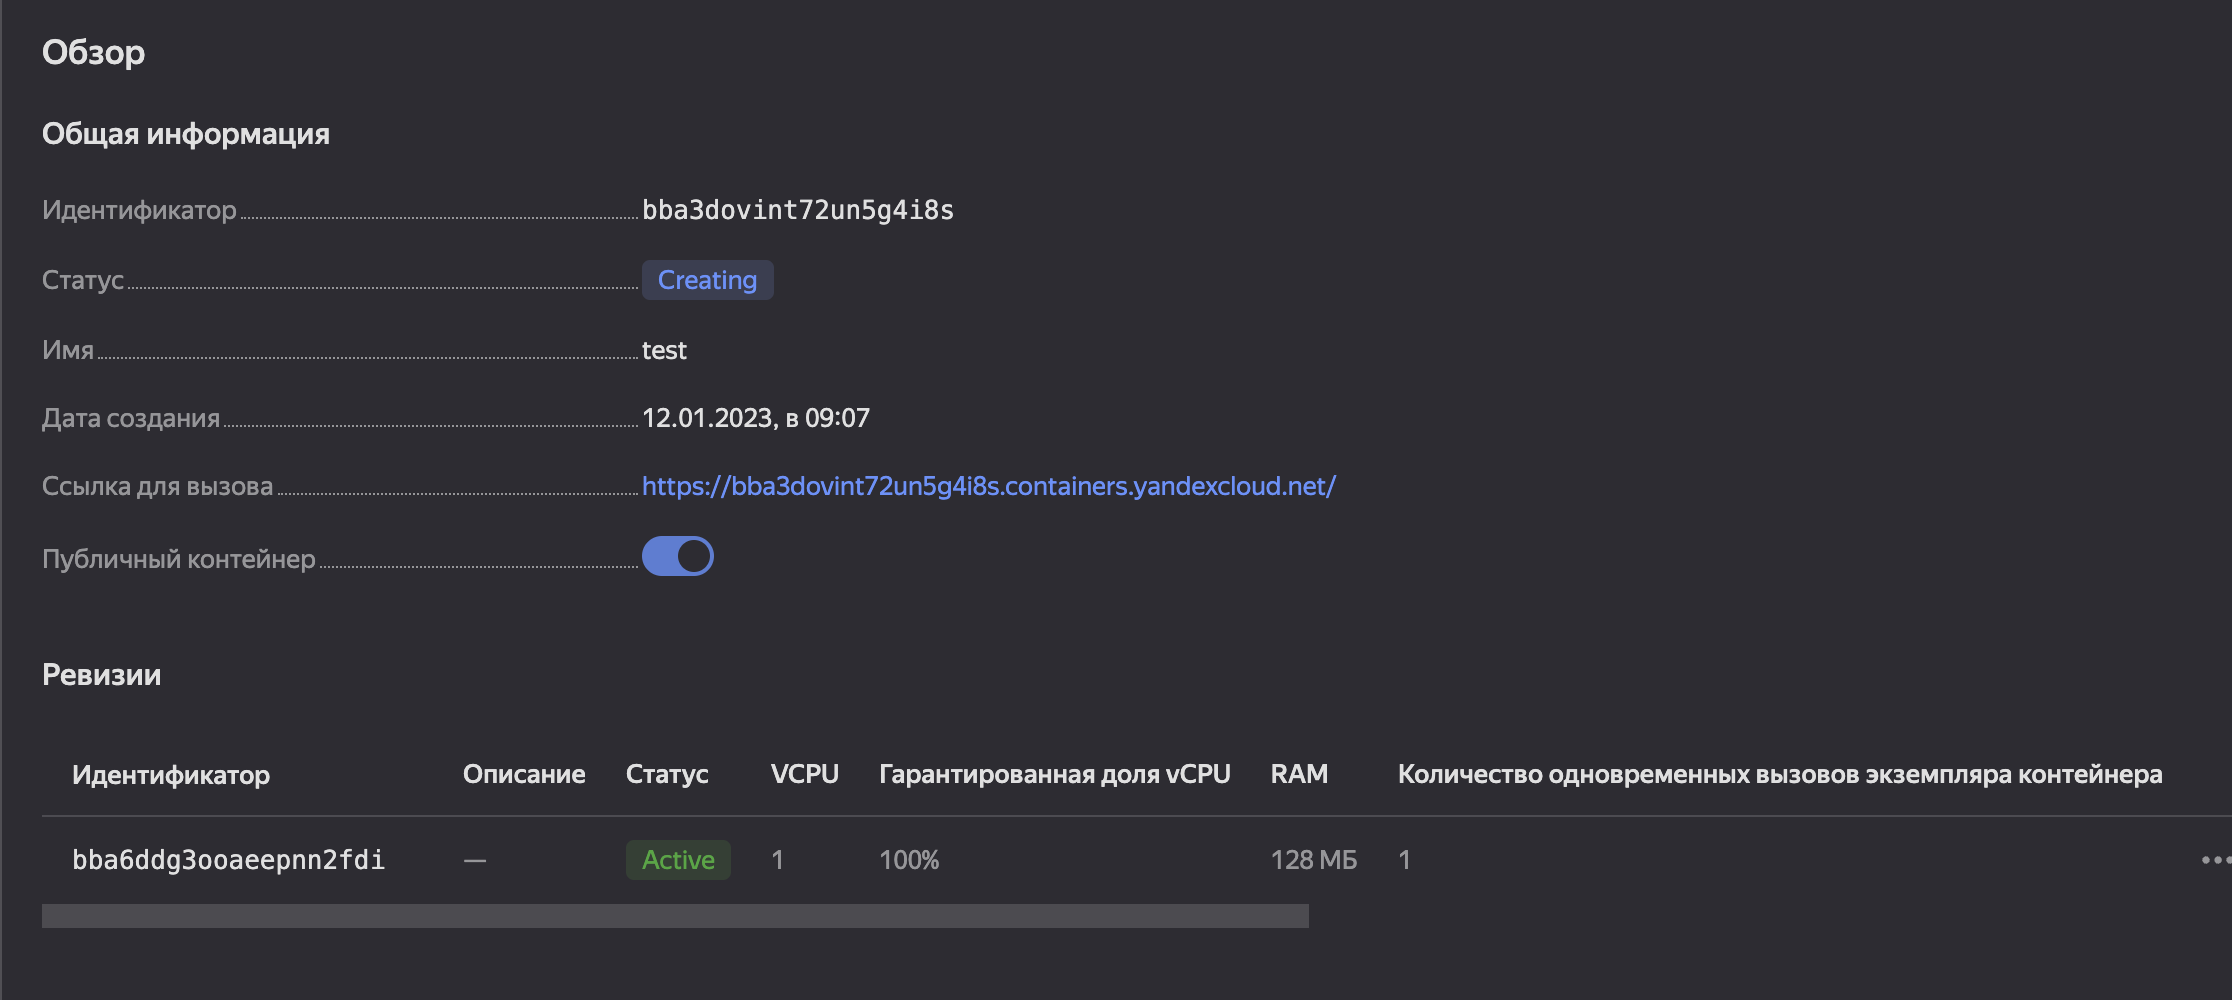 Обзор
Общая информация
Идентификатор bba3dovint72un5g4i8s
Статус Creating
Имя test
Дата создания 12.01.2023, в 09:07
Ссылка для вызова https://bba3dovint72un5g4i8s.containers.yandexcloud.net/
Публичный контейнер
Ревизии
Идентификатор Описание Статус VCPU Гарантированная доля vCPU RAM Количество одновременных вызовов экземпляра контейнера
bba6ddg3ooaeepnn2fdi — Active 1 100% 128 МБ 1